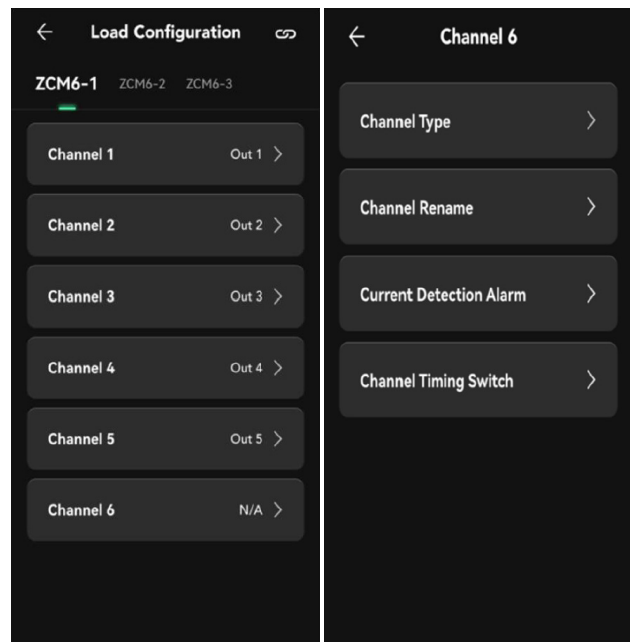 Load Configuration
ZCM6-1 ZCM6-2 ZCM6-3
Channel 1 Out 1
Channel 2 Out 2
Channel 3 Out 3
Channel 4 Out 4
Channel 5 Out 5
Channel 6 N/A
Channel 6
Channel Type
Channel Rename
Current Detection Alarm
Channel Timing Switch